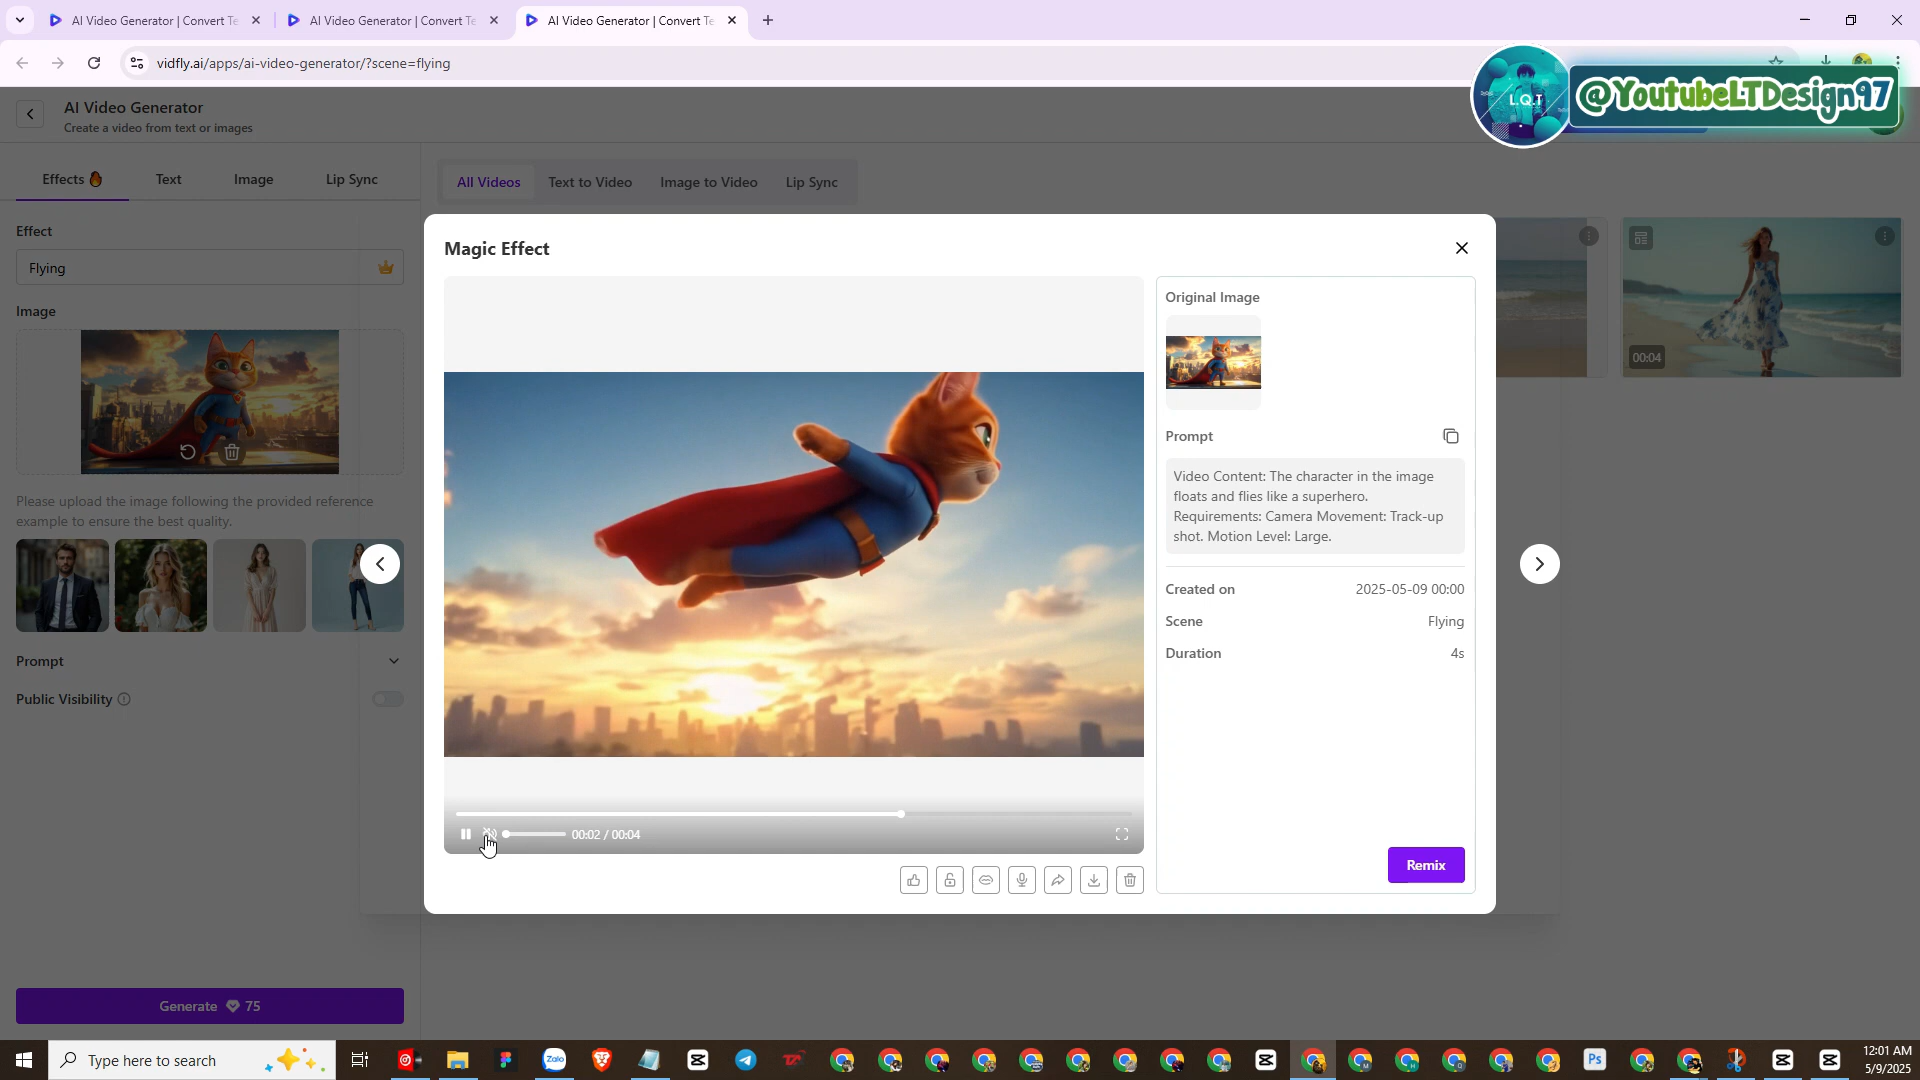 AI Video Generator | Convert Te
AI Video Generator | Convert Te
AI Video Generator | Convert Te
vidfly.ai/apps/ai-video-generator/?scene=flying
L.Q.T
@YoutubeLTDesign97
AI Video Generator
Create a video from text or images
Effects
Text
Image
Lip Sync
All Videos
Text to Video
Image to Video
Lip Sync
Effect
Flying
Image
Please upload the image following the provided reference
example to ensure the best quality.
Prompt
Public Visibility
Generate 75
Magic Effect
00:02 / 00:04
Original Image
Prompt
Video Content: The character in the image
floats and flies like a superhero.
Requirements: Camera Movement: Track-up
shot. Motion Level: Large.
Created on 2025-05-09 00:00
Scene Flying
Duration 4s
Remix
00:04
Type here to search
Zalo
Ps
12:01 AM
5/9/2025